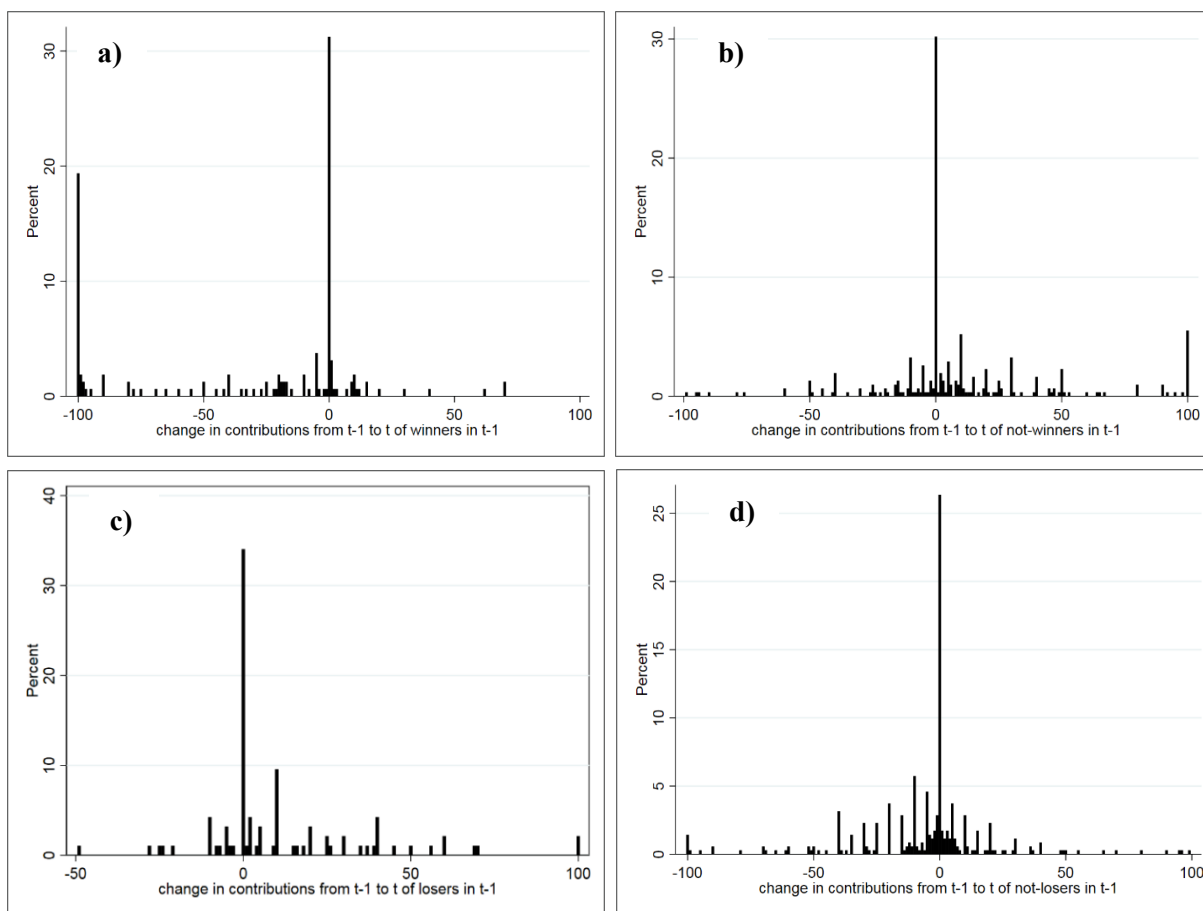 a)
30
20
10
0
Percent
-100 -50 0 50 100
change in contributions from t-1 to t of winners in t-1
b)
30
20
10
0
Percent
-100 -50 0 50 100
change in contributions from t-1 to t of not-winners in t-1
c)
40
30
20
10
0
Percent
-50 0 50 100
change in contributions from t-1 to t of losers in t-1
d)
25
20
15
10
5
0
Percent
-100 -50 0 50 100
change in contributions from t-1 to t of not-losers in t-1